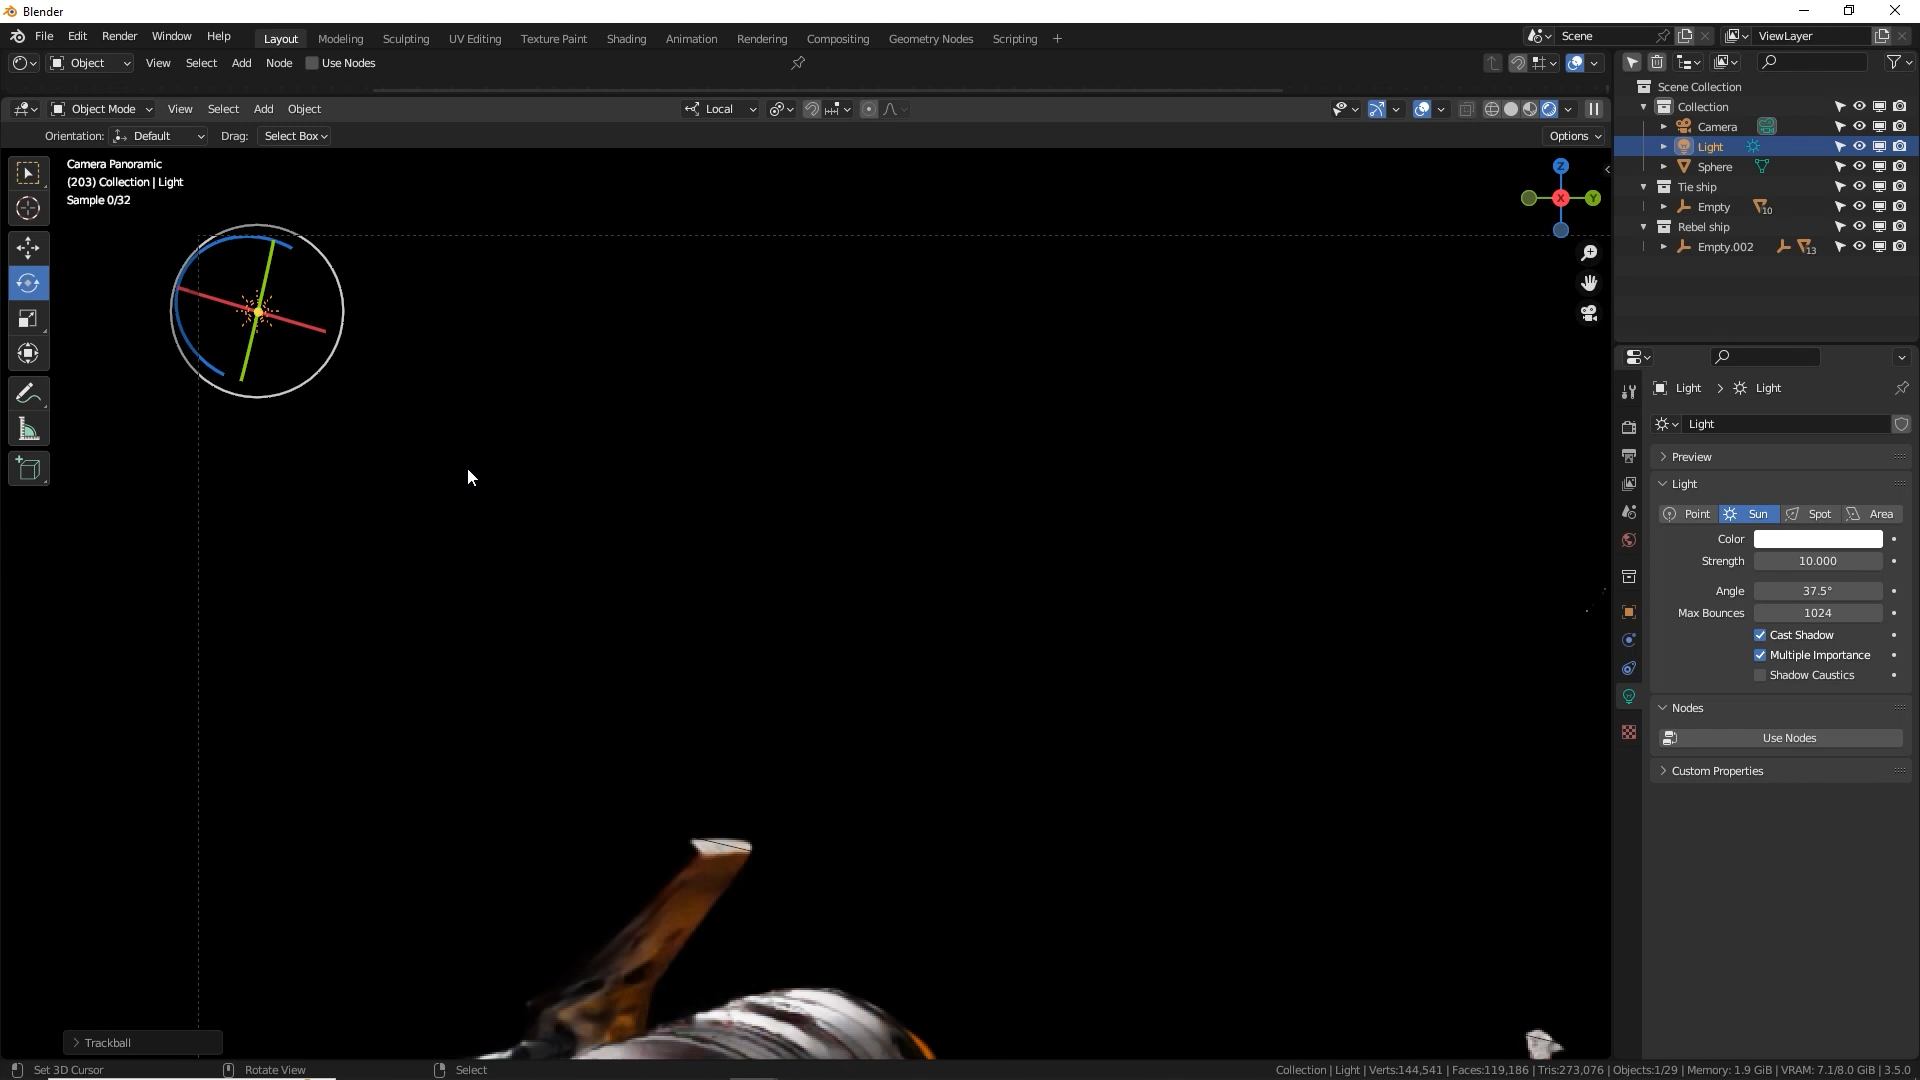 Blender
File Edit Render Window Help
Layout Modeling Sculpting UV Editing Texture Paint Shading Animation Rendering Compositing Geometry Nodes Scripting +
Scene
ViewLayer
Object View Select Add Node Use Nodes
Object Mode View Select Add Object
Local
Orientation: Default Drag: Select Box
Options
Camera Panoramic
(203) Collection | Light
Sample 0/32
Z
X
Y
Scene Collection
Collection
Camera
Light
Sphere
Tie ship
Empty
10
Rebel ship
Empty.002
13
Light > Light
Light
Preview
Light
Point Sun Spot Area
Color
Strength 10.000
Angle 37.5°
Max Bounces 1024
Cast Shadow
Multiple Importance
Shadow Caustics
Nodes
Use Nodes
Custom Properties
Trackball
Set 3D Cursor
Rotate View
Select
Collection | Light | Verts:144,541 | Faces:119,186 | Tris:273,076 | Objects:1/29 | Memory: 1.9 GiB | VRAM: 7.1/8.0 GiB | 3.5.0